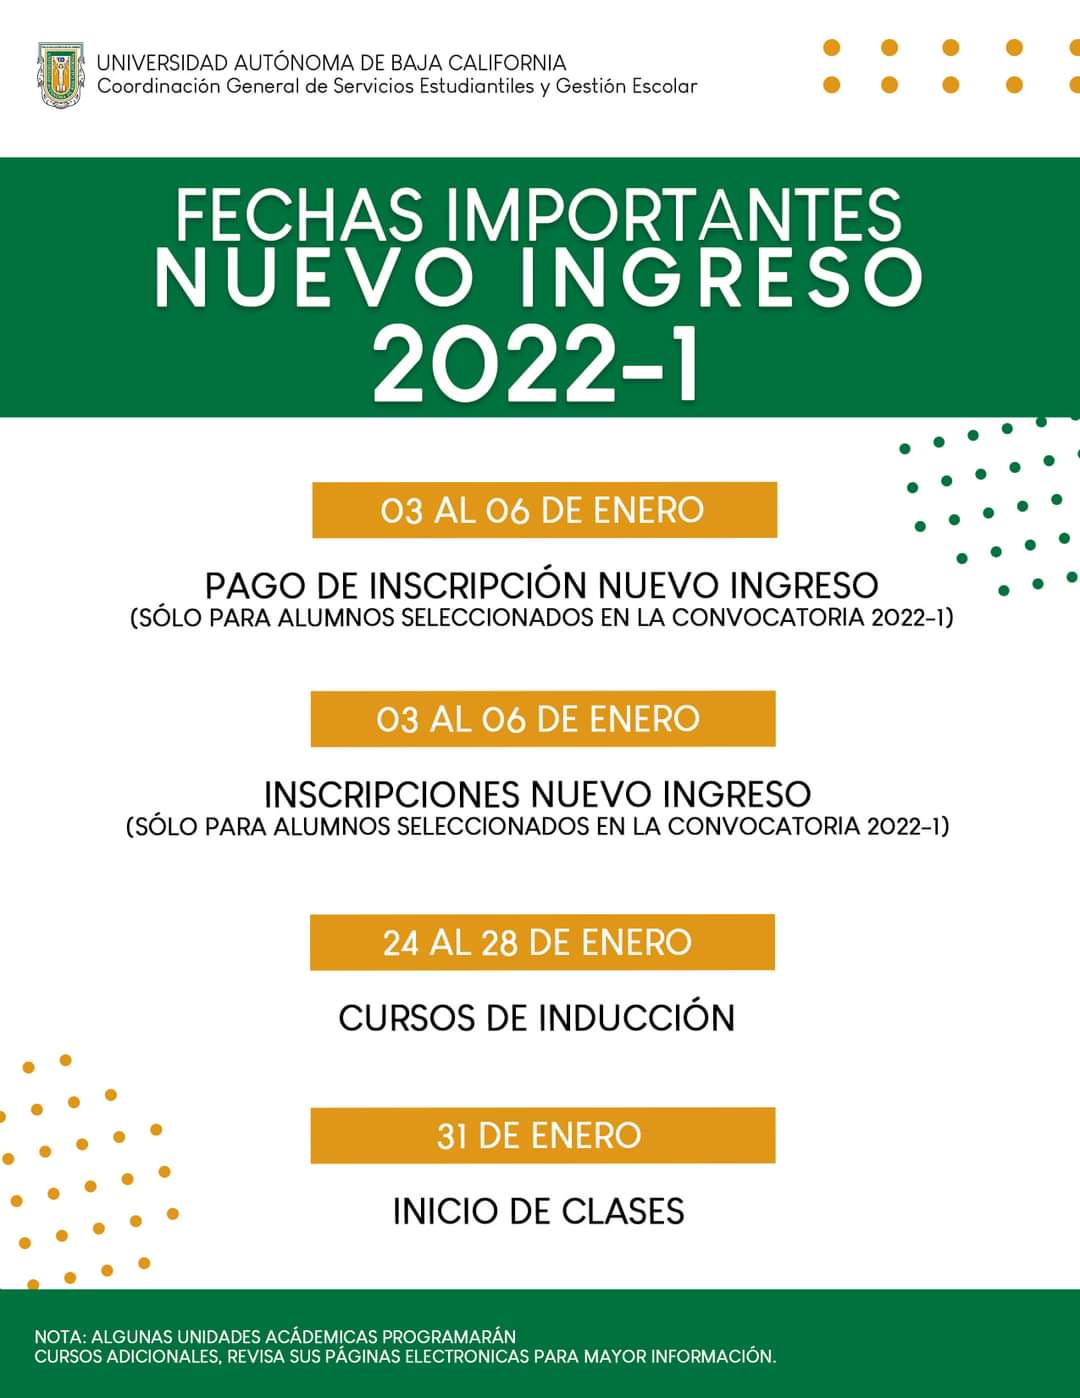 UNIVERSIDAD AUTÓNOMA DE BAJA CALIFORNIA
Coordinación General de Servicios Estudiantiles y Gestión Escolar
FECHAS IMPORTANTES
NUEVO INGRESO
2022-1
03 AL 06 DE ENERO
PAGO DE INSCRIPCIÓN NUEVO INGRESO
(SÓLO PARA ALUMNOS SELECCIONADOS EN LA CONVOCATORIA 2022-1)
03 AL 06 DE ENERO
INSCRIPCIONES NUEVO INGRESO
(SÓLO PARA ALUMNOS SELECCIONADOS EN LA CONVOCATORIA 2022-1)
24 AL 28 DE ENERO
CURSOS DE INDUCCIÓN
31 DE ENERO
INICIO DE CLASES
NOTA: ALGUNAS UNIDADES ACÁDEMICAS PROGRAMARÁN
CURSOS ADICIONALES, REVISA SUS PÁGINAS ELECTRONICAS PARA MAYOR INFORMACIÓN.